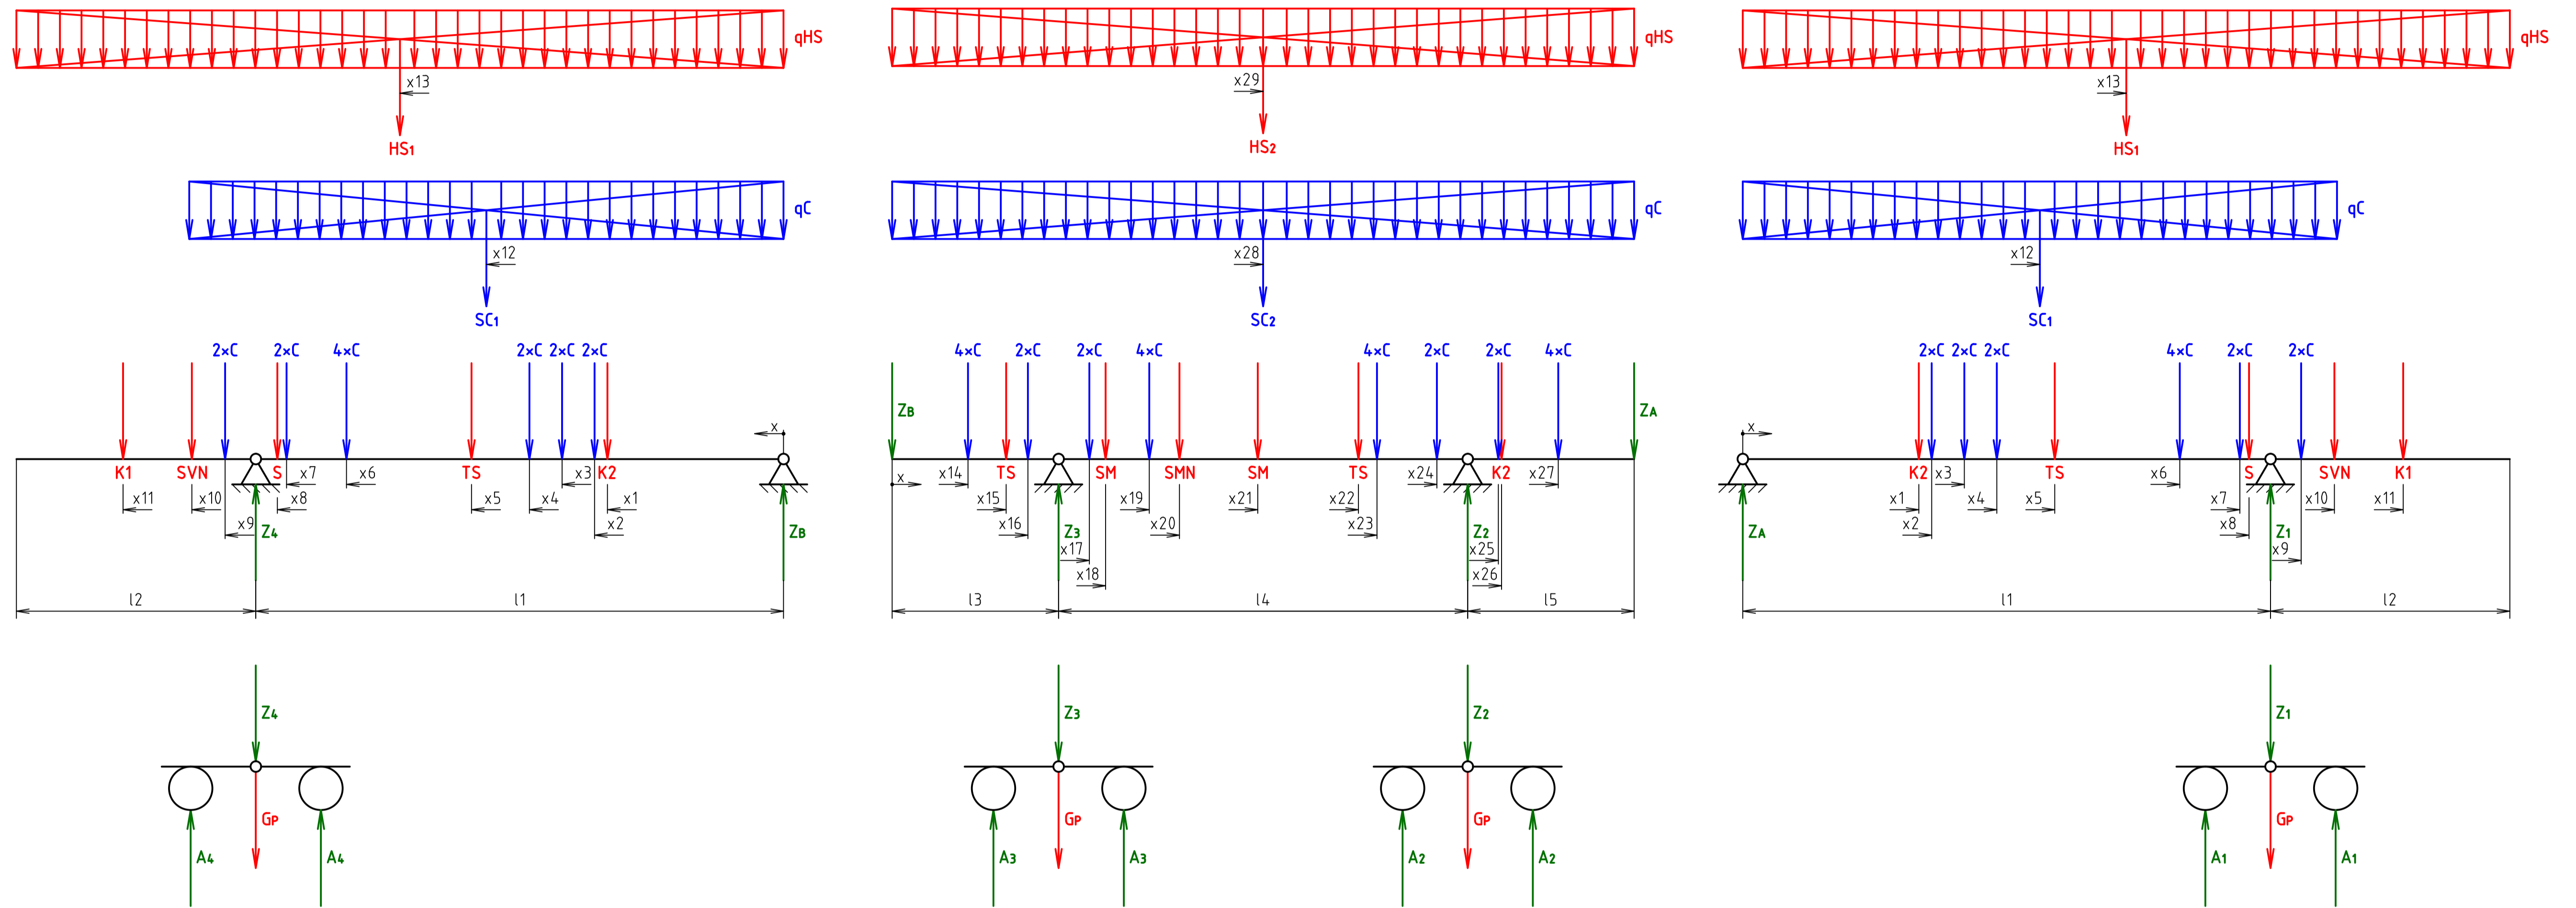 qHS qHS qHS
x13 x29 x13
HS1 HS2 HS1
qC qC qC
x12 x28 x12
SC1 SC2 SC1
2×C 2×C 4×C 2×C 2×C 2×C 4×C 2×C 2×C 4×C 4×C 2×C 2×C 4×C 2×C 2×C 2×C 4×C 2×C 2×C
ZB ZA
x x
K1 SVN S x7 x6 TS x3 K2 x14 TS SM SMN SM TS x24 K2 x27 K2 x3 TS x6 S SVN K1
x
x11 x10 x8 x5 x4 x1 x15 x19 x21 x22 x1 x4 x5 x7 x10 x11
x9 Z4 x2 ZB x16 Z3 x18 x20 x23 Z2 x2 ZA x8 Z1
x17 x25 x9
x18 x26
l2 l1 l3 l4 l5 l1 l2
Z4 Z3 Z2 Z1
GP GP GP GP
A4 A4 A3 A3 A2 A2 A1 A1